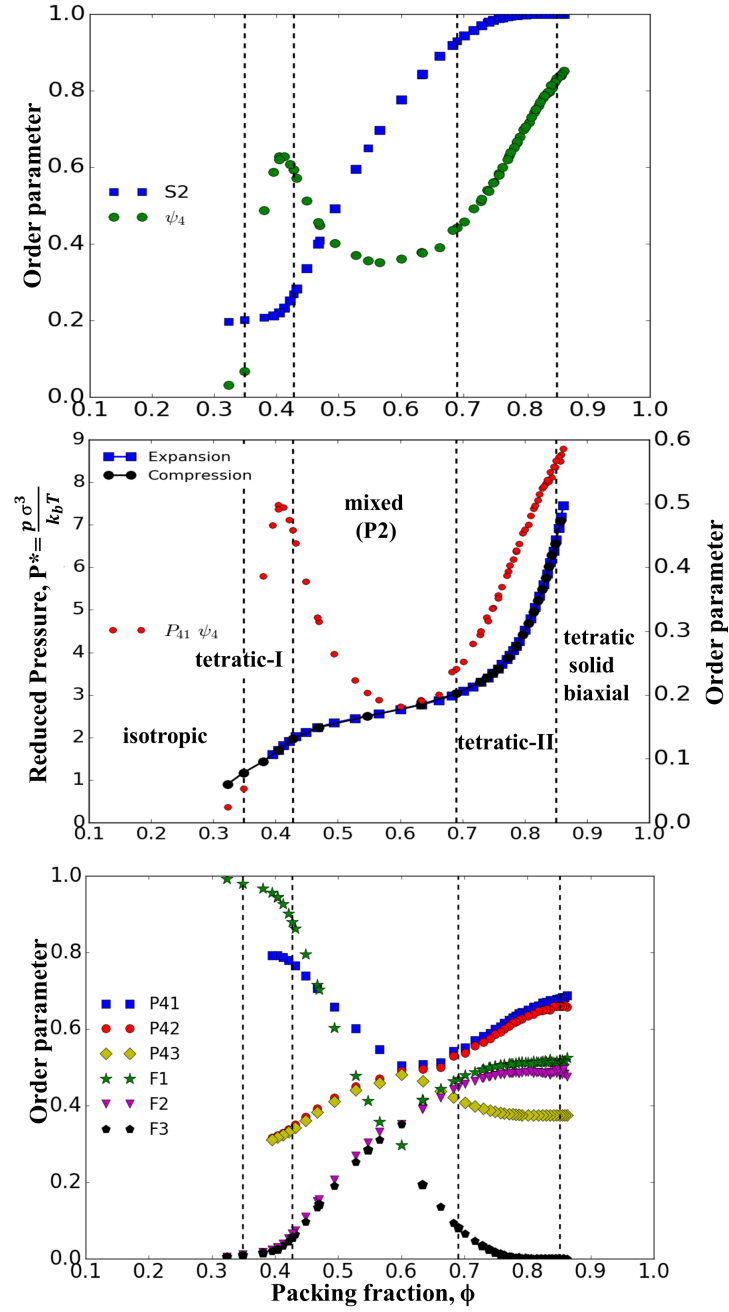 1.0
0.8
0.6
0.4
0.2
0.0
Order parameter
S2
ψ₄
0.1 0.2 0.3 0.4 0.5 0.6 0.7 0.8 0.9 1.0
9
8
7
6
5
4
3
2
1
0
Reduced Pressure, P*= p σ³ / k_bT
Expansion
Compression
mixed
(P2)
P₄₁ ψ₄
tetratic-I
tetratic
solid
biaxial
isotropic
tetratic-II
0.6
0.5
0.4
0.3
0.2
0.1
0.0
Order parameter
0.1 0.2 0.3 0.4 0.5 0.6 0.7 0.8 0.9 1.0
1.0
0.8
0.6
0.4
0.2
0.0
Order parameter
P41
P42
P43
F1
F2
F3
0.1 0.2 0.3 0.4 0.5 0.6 0.7 0.8 0.9 1.0
Packing fraction, ϕ